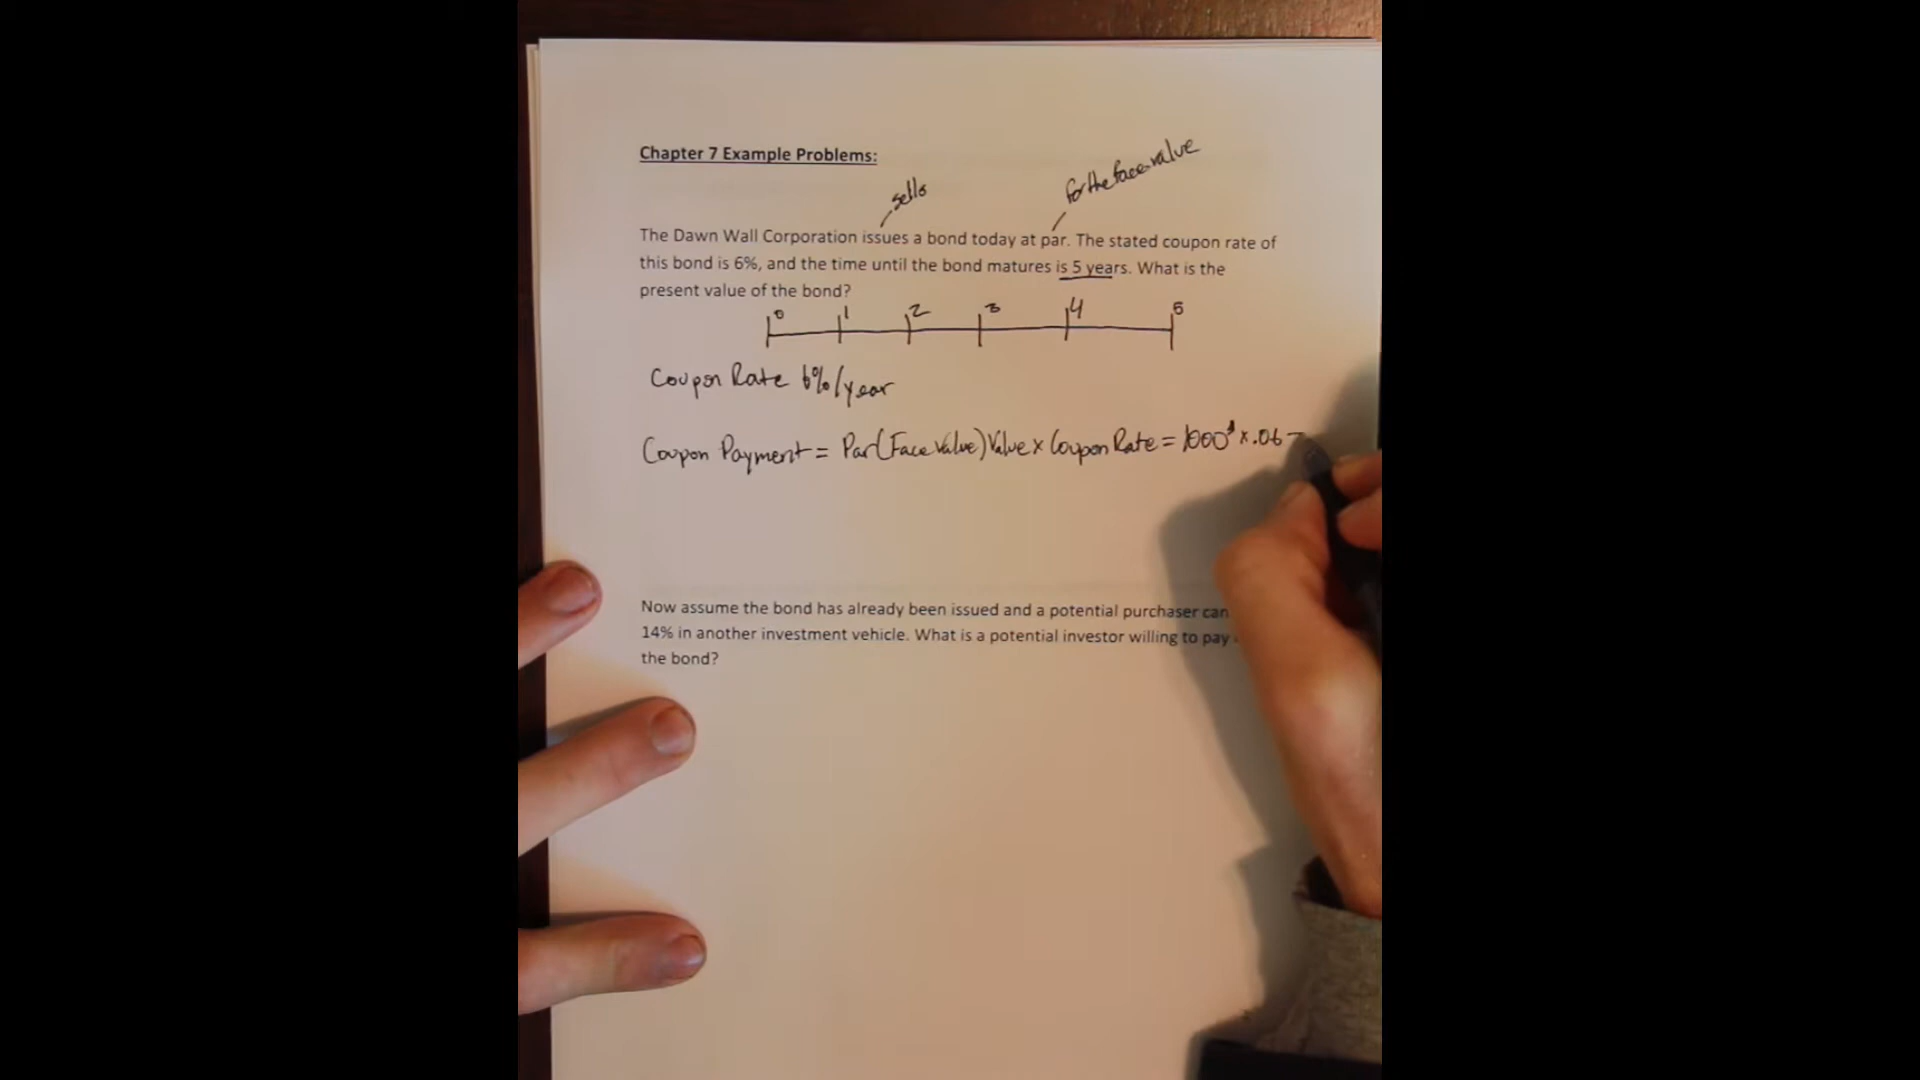 Chapter 7 Example Problems:
sells
for the face value
The Dawn Wall Corporation issues a bond today at par. The stated coupon rate of
this bond is 6%, and the time until the bond matures is 5 years. What is the
present value of the bond?
0 1 2 3 4 5
Coupon Rate 6%/year
Coupon Payment = Par (Face Value) Value x Coupon Rate = 1000 x .06
Now assume the bond has already been issued and a potential purchaser can
14% in another investment vehicle. What is a potential investor willing to pay
the bond?